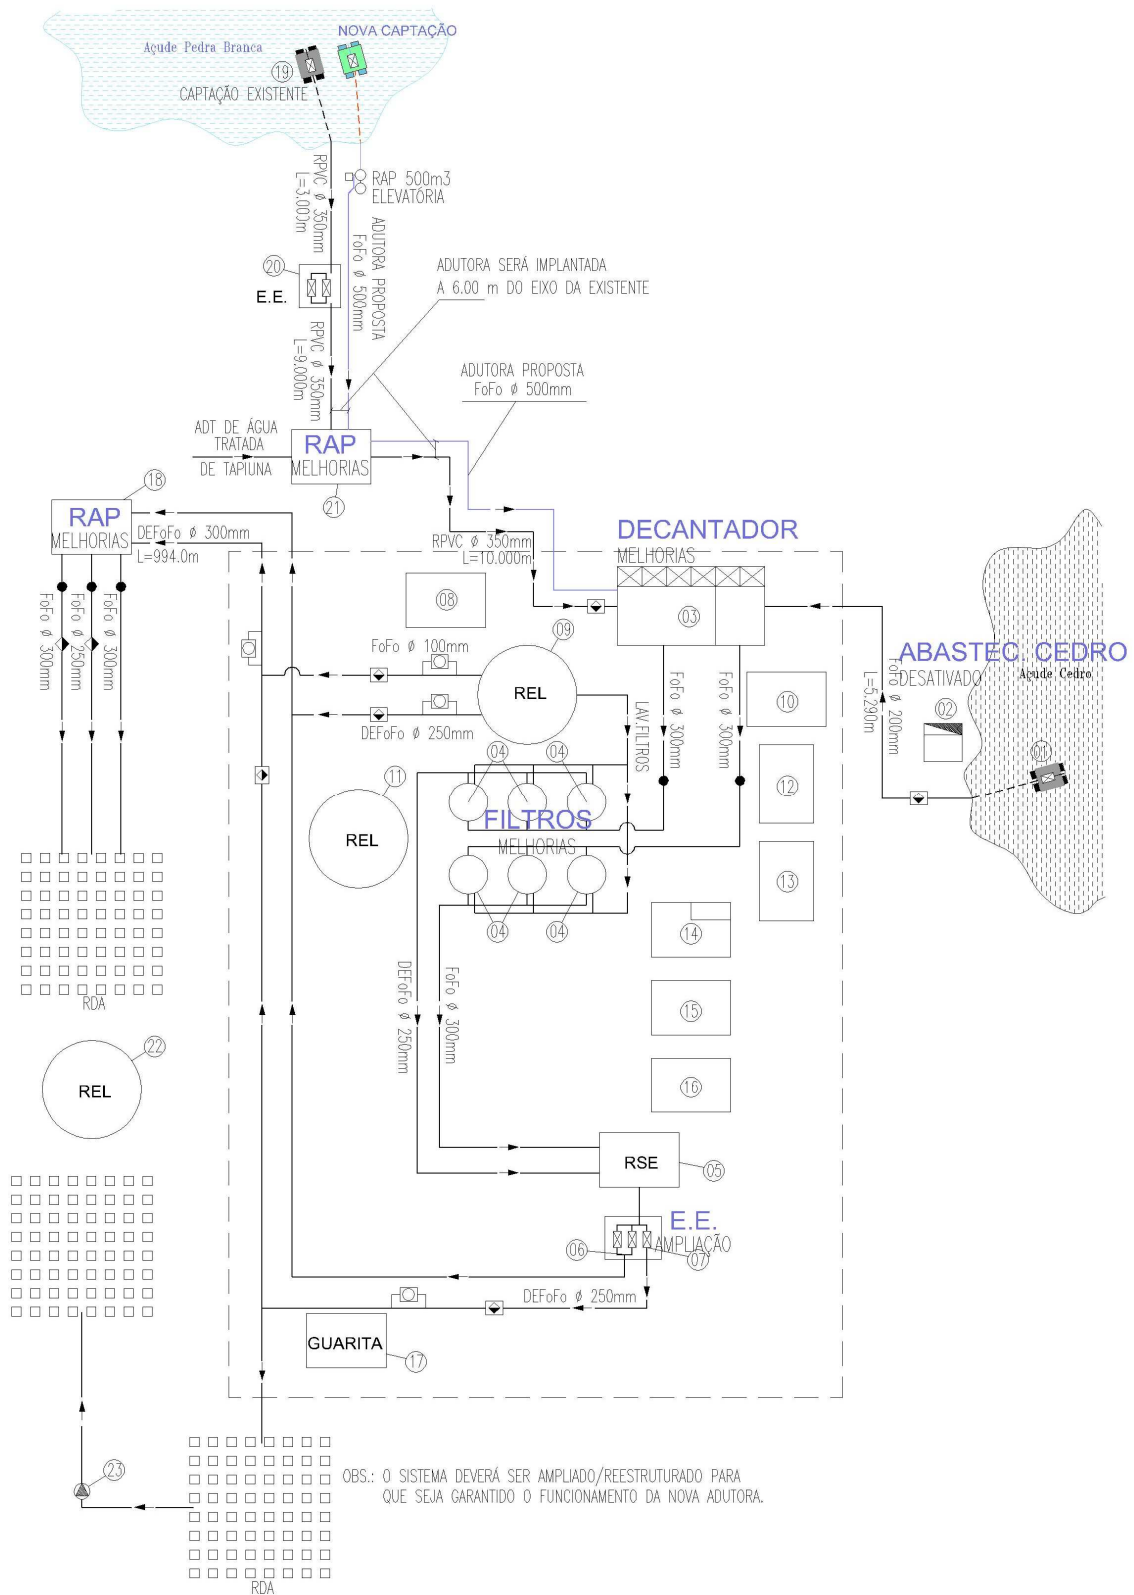 NOVA CAPTAÇÃO
Açude Pedra Branca
19
CAPTAÇÃO EXISTENTE
RPVC ø 350mm
L=3.000m
RAP 500m3
ELEVATÓRIA
ADUTORA PROPOSTA
FoFo ø 500mm
20
E.E.
ADUTORA SERÁ IMPLANTADA
A 6.00 m DO EIXO DA EXISTENTE
RPVC ø 350mm
L=9.000m
ADUTORA PROPOSTA
FoFo ø 500mm
ADT DE ÁGUA
TRATADA
DE TAPIUNA
RAP
MELHORIAS
21
18
RAP
MELHORIAS
DEFoFo ø 300mm
L=994.0m
RPVC ø 350mm
L=10.000m
DECANTADOR
MELHORIAS
03
08
09
REL
FoFo ø 100mm
DEFoFo ø 250mm
FoFo ø 300mm
FoFo ø 250mm
FoFo ø 300mm
LAV.FILTROS
FoFo ø 300mm
FoFo ø 300mm
ABASTEC. CEDRO
DESATIVADO
Açude Cedro
FoFo ø 200mm
L=5.290m
02
01
10
04
04
11
REL
12
FILTROS
MELHORIAS
13
04
04
14
DEFoFo ø 250mm
FoFo ø 300mm
15
16
RDA
22
REL
RSE
05
E.E.
AMPLIAÇÃO
06
07
DEFoFo ø 250mm
GUARITA
17
23
OBS.: O SISTEMA DEVERÁ SER AMPLIADO/REESTRUTURADO PARA
QUE SEJA GARANTIDO O FUNCIONAMENTO DA NOVA ADUTORA.
RDA